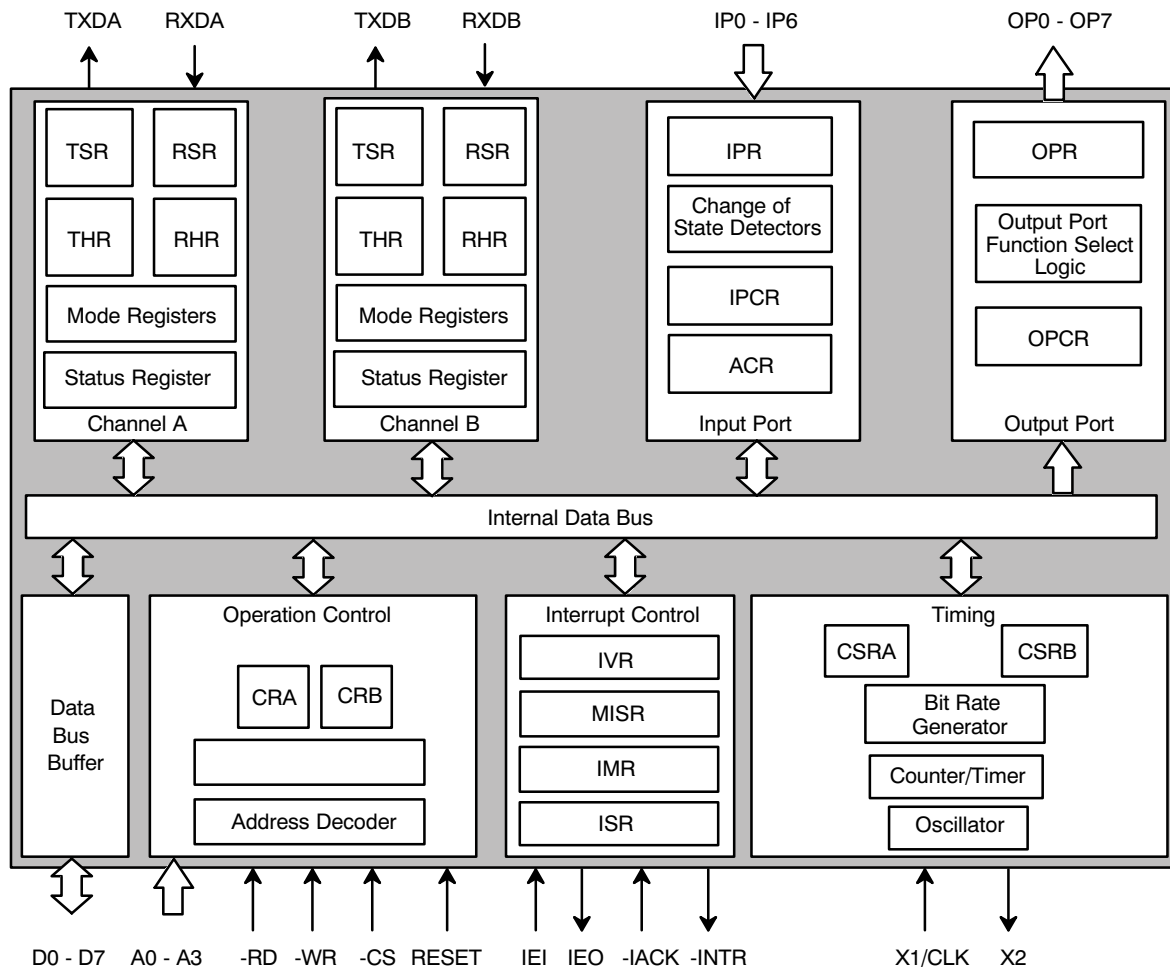 TXDA RXDA TXDB RXDB IP0 - IP6 OP0 - OP7
TSR RSR
THR RHR
Mode Registers
Status Register
Channel A
TSR RSR
THR RHR
Mode Registers
Status Register
Channel B
IPR
Change of
State Detectors
IPCR
ACR
Input Port
OPR
Output Port
Function Select
Logic
OPCR
Output Port
Internal Data Bus
Data
Bus
Buffer
Operation Control
CRA CRB
Address Decoder
Interrupt Control
IVR
MISR
IMR
ISR
Timing
CSRA CSRB
Bit Rate
Generator
Counter/Timer
Oscillator
D0 - D7 A0 - A3 -RD -WR -CS RESET IEI IEO -IACK -INTR X1/CLK X2